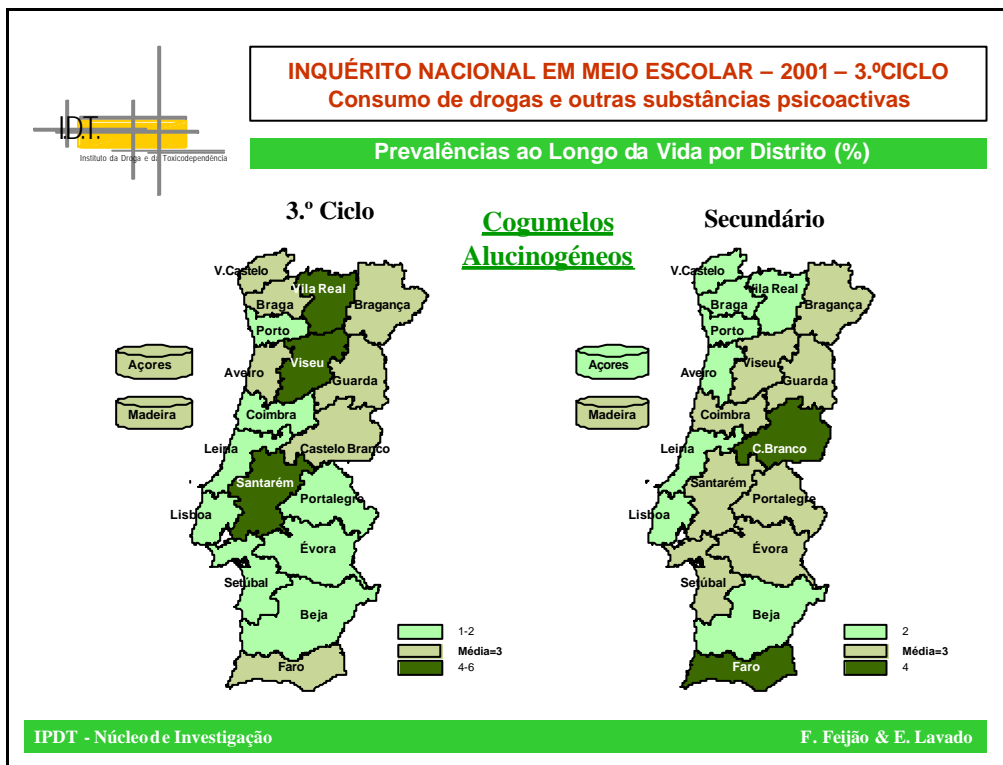 INQUÉRITO NACIONAL EM MEIO ESCOLAR – 2001 – 3.ºCICLO
Consumo de drogas e outras substâncias psicoactivas
I.D.T.
Instituto da Droga e da Toxicodependência
Prevalências ao Longo da Vida por Distrito (%)
3.º Ciclo
Cogumelos
Alucinogéneos
Secundário
V.Castelo
Vila Real
Braga
Bragança
Porto
Açores
Viseu
Aveiro
Guarda
Madeira
Coimbra
Leiria
Castelo Branco
Santarém
Portalegre
Lisboa
Évora
Setúbal
Beja
Faro
1-2
Média=3
4-6
V.Castelo
Vila Real
Braga
Bragança
Porto
Açores
Viseu
Aveiro
Guarda
Madeira
Coimbra
Leiria
C.Branco
Santarém
Portalegre
Lisboa
Évora
Setúbal
Beja
Faro
2
Média=3
4
IPDT - Núcleo de Investigação
F. Feijão & E. Lavado